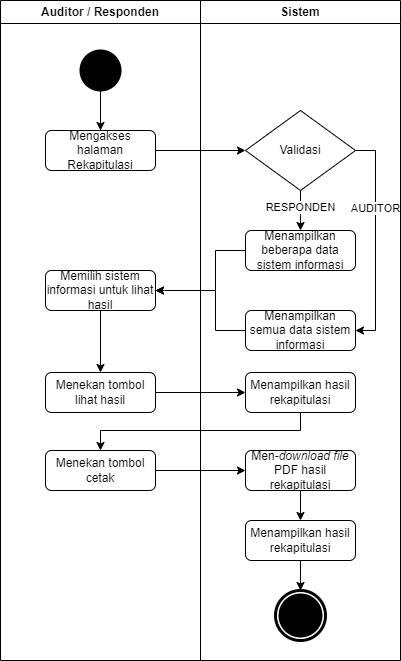 Auditor / Responden
Sistem
Mengakses
halaman
Rekapitulasi
Validasi
RESPONDEN
AUDITOR
Menampilkan
beberapa data
sistem informasi
Memilih sistem
informasi untuk lihat
hasil
Menampilkan
semua data sistem
informasi
Menekan tombol
lihat hasil
Menampilkan hasil
rekapitulasi
Menekan tombol
cetak
Men-download file
PDF hasil
rekapitulasi
Menampilkan hasil
rekapitulasi